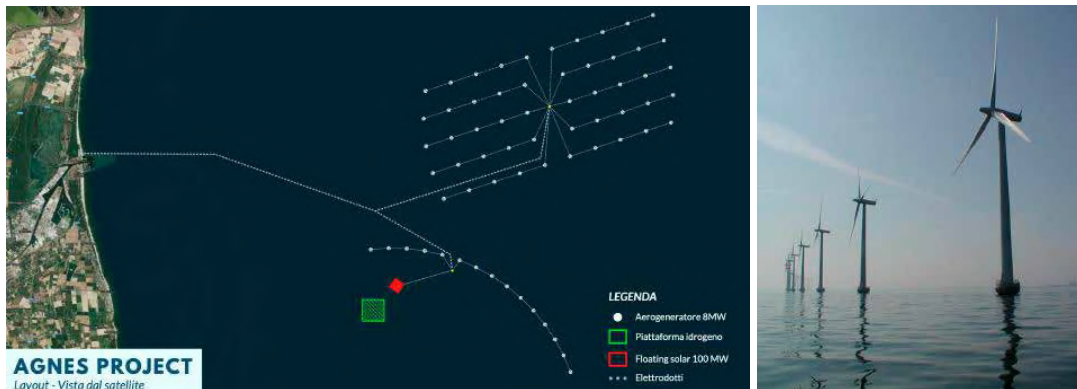 LEGENDA
Aerogeneratore 8MW
Piattaforma idrogeno
Floating solar 100 MW
Elettrodotti
AGNES PROJECT
Layout - Vista dal satellite